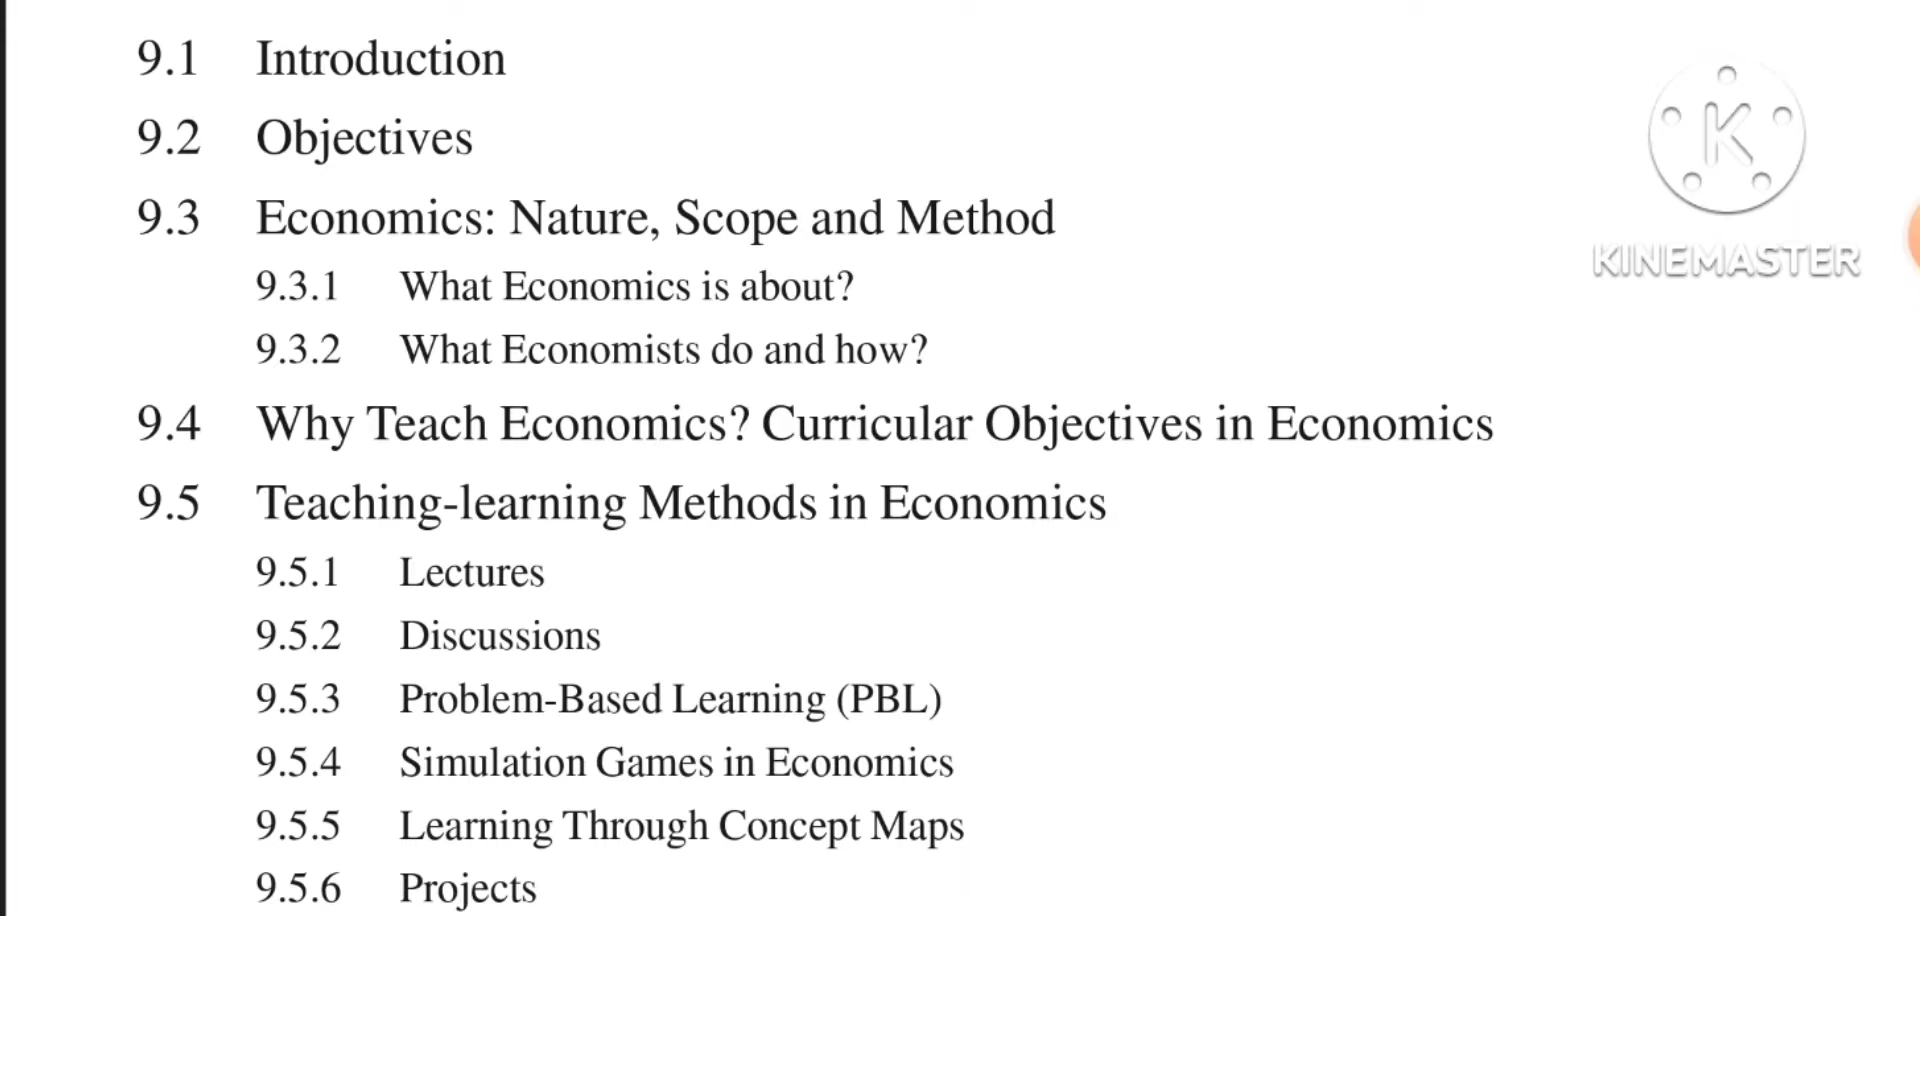 9.1 Introduction
9.2 Objectives
9.3 Economics: Nature, Scope and Method
9.3.1 What Economics is about?
9.3.2 What Economists do and how?
9.4 Why Teach Economics? Curricular Objectives in Economics
9.5 Teaching-learning Methods in Economics
9.5.1 Lectures
9.5.2 Discussions
9.5.3 Problem-Based Learning (PBL)
9.5.4 Simulation Games in Economics
9.5.5 Learning Through Concept Maps
9.5.6 Projects
K
KINEMASTER